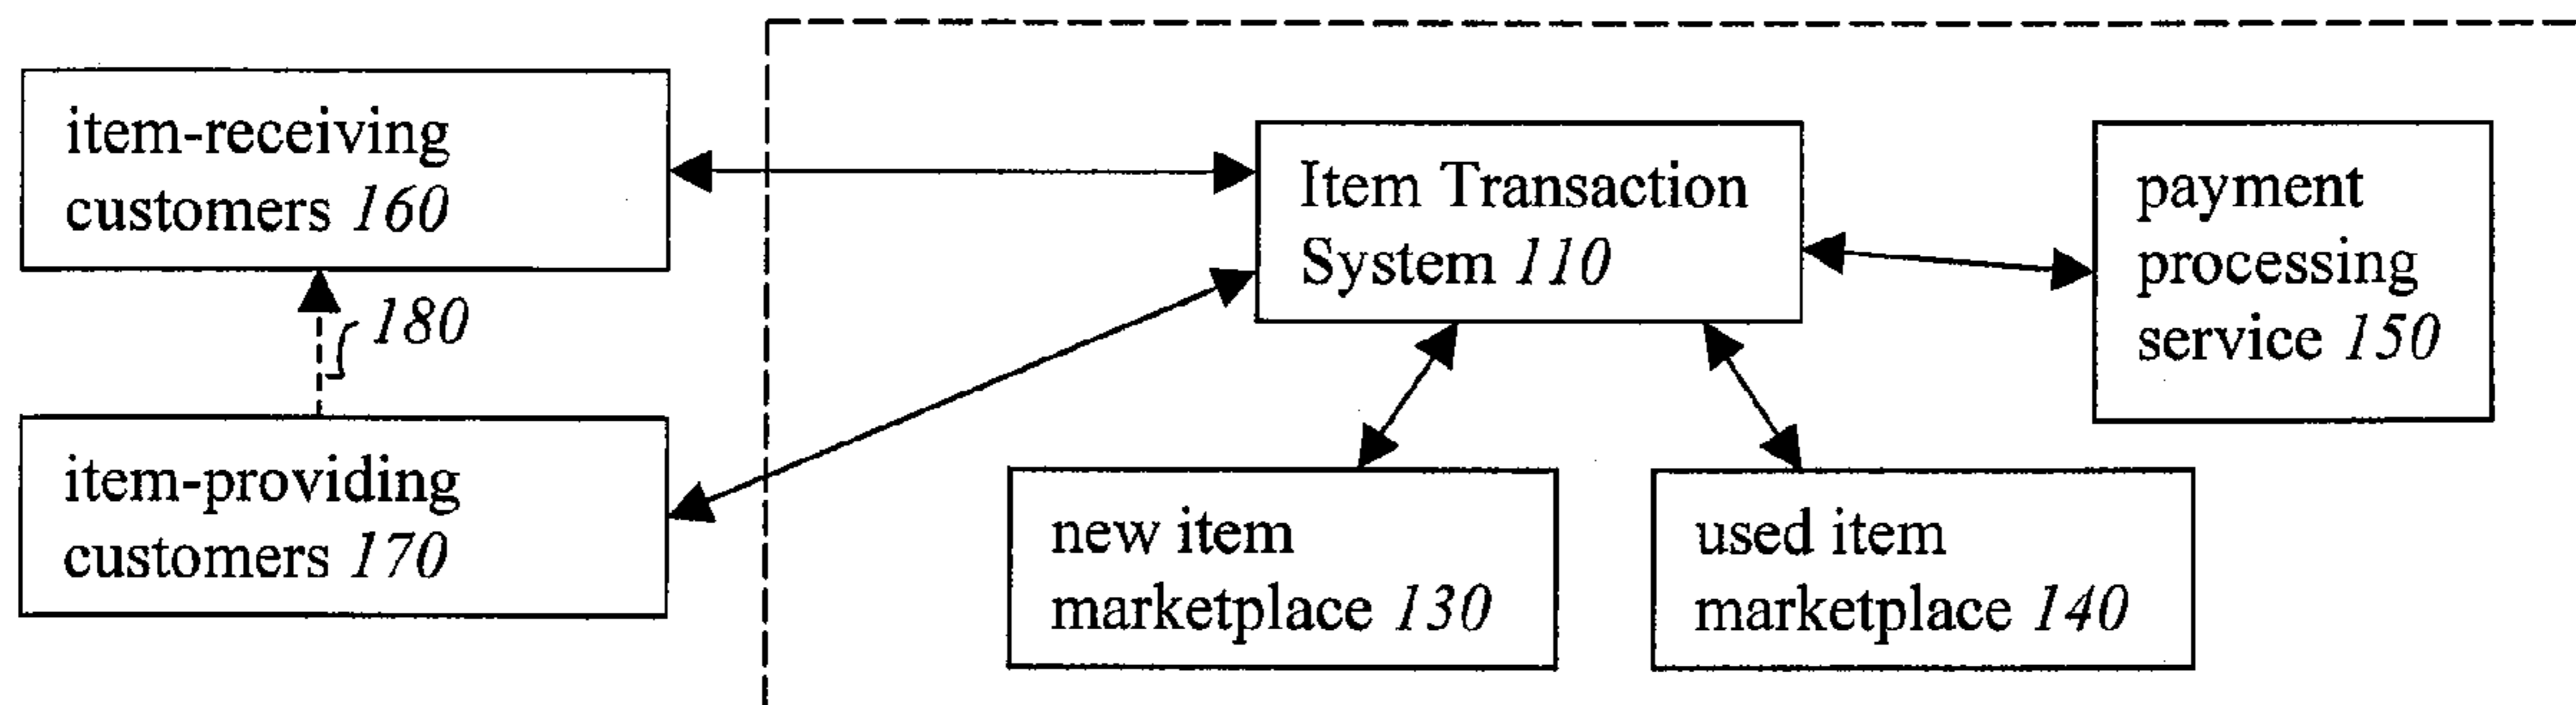 item-receiving
customers 160
180
item-providing
customers 170
Item Transaction
System 110
payment
processing
service 150
new item
marketplace 130
used item
marketplace 140